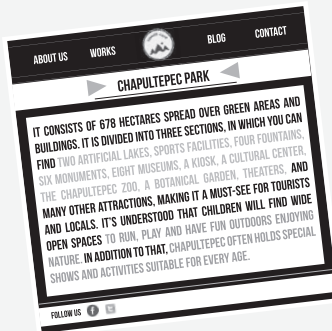 ABOUT US WORKS BLOG CONTACT
CHAPULTEPEC PARK
IT CONSISTS OF 678 HECTARES SPREAD OVER GREEN AREAS AND
BUILDINGS. IT IS DIVIDED INTO THREE SECTIONS, IN WHICH YOU CAN
FIND TWO ARTIFICIAL LAKES, SPORTS FACILITIES, FOUR FOUNTAINS,
SIX MONUMENTS, EIGHT MUSEUMS, A KIOSK, A CULTURAL CENTER,
THE CHAPULTEPEC ZOO, A BOTANICAL GARDEN, THEATERS, AND
MANY OTHER ATTRACTIONS, MAKING IT A MUST-SEE FOR TOURISTS
AND LOCALS. IT'S UNDERSTOOD THAT CHILDREN WILL FIND WIDE
OPEN SPACES TO RUN, PLAY AND HAVE FUN OUTDOORS ENJOYING
NATURE. IN ADDITION TO THAT, CHAPULTEPEC OFTEN HOLDS SPECIAL
SHOWS AND ACTIVITIES SUITABLE FOR EVERY AGE.
FOLLOW US f t